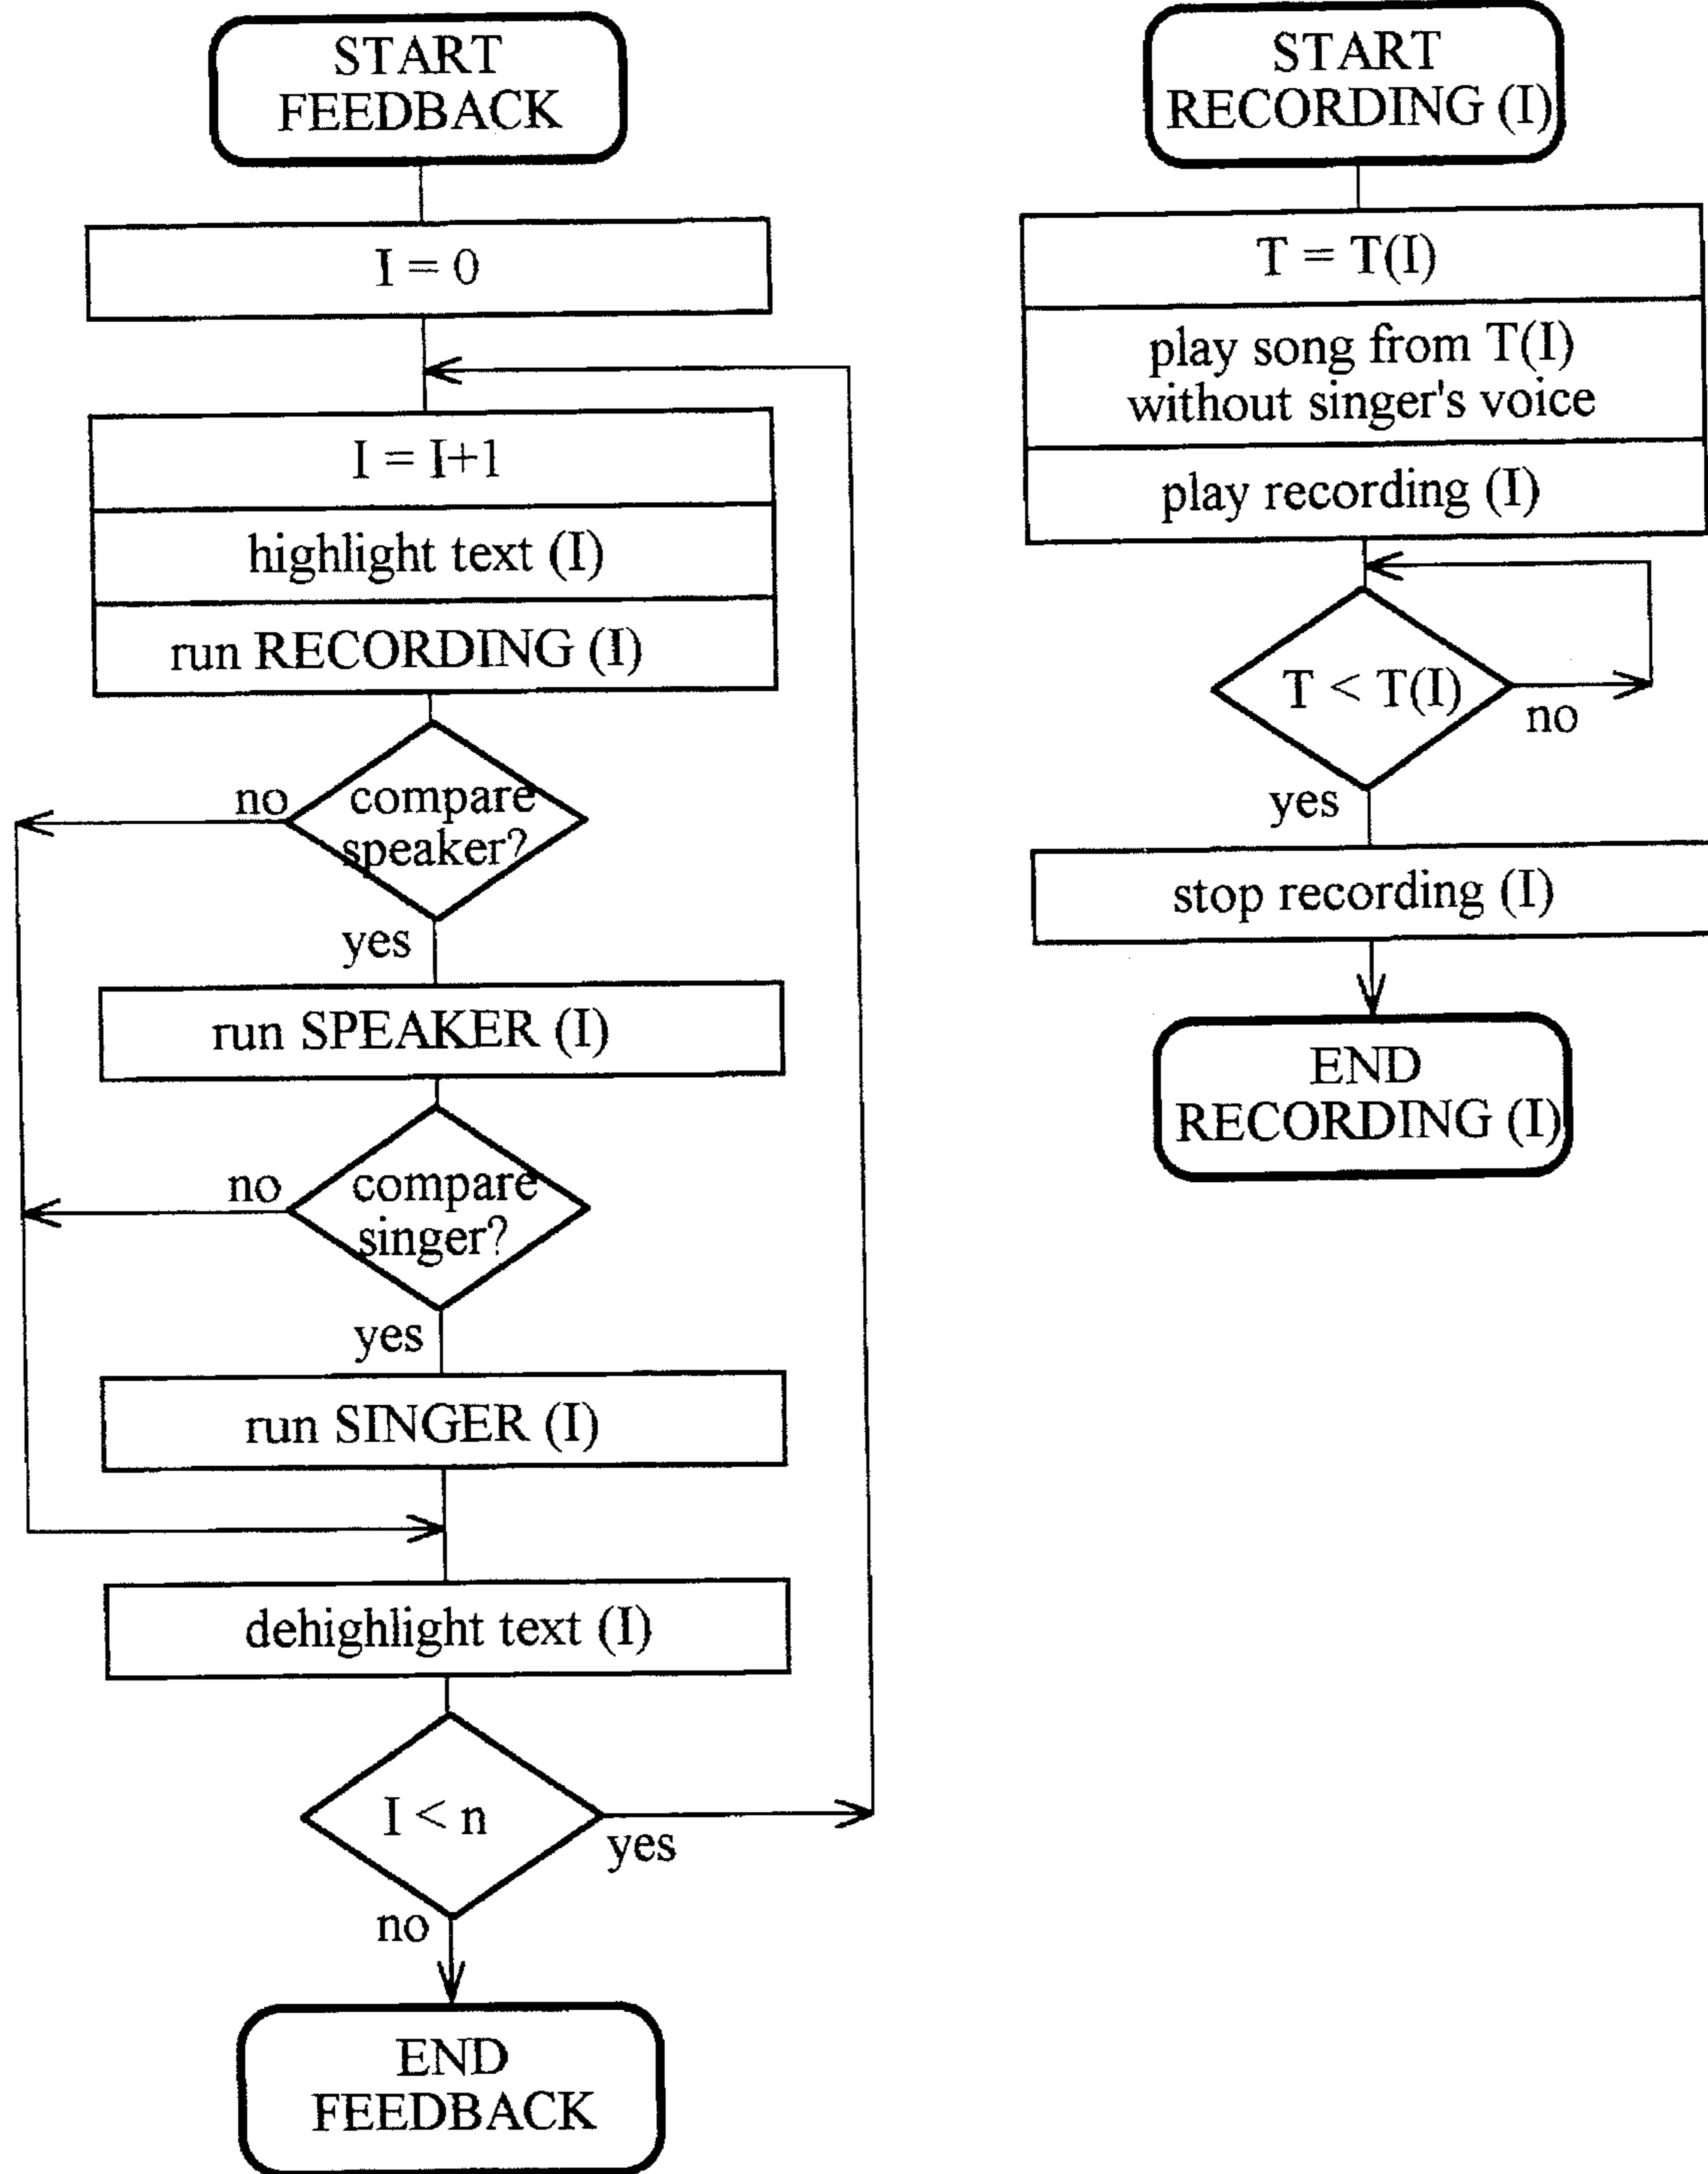 START
FEEDBACK
I = 0
I = I+1
highlight text (I)
run RECORDING (I)
compare
speaker?
no
yes
run SPEAKER (I)
compare
singer?
no
yes
run SINGER (I)
dehighlight text (I)
I < n
yes
no
END
FEEDBACK
START
RECORDING (I)
T = T(I)
play song from T(I)
without singer's voice
play recording (I)
T < T(I)
no
yes
stop recording (I)
END
RECORDING (I)